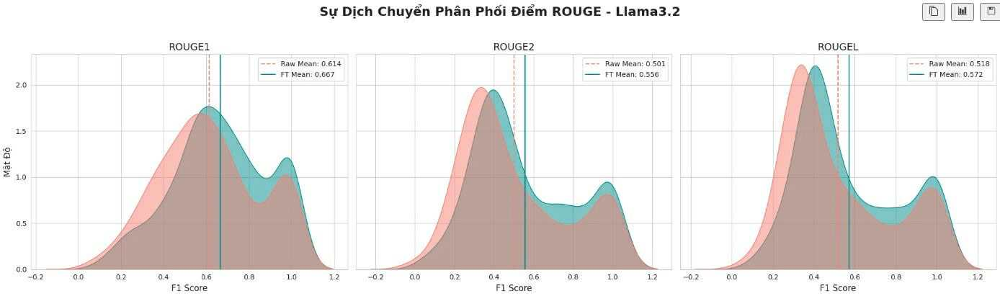 Sự Dịch Chuyển Phân Phối Điểm ROUGE - Llama3.2
ROUGE1
Raw Mean: 0.614
FT Mean: 0.667
Mật Độ
2.0
1.5
1.0
0.5
0.0
−0.2 0.0 0.2 0.4 0.6 0.8 1.0 1.2
F1 Score
ROUGE2
Raw Mean: 0.501
FT Mean: 0.556
−0.2 0.0 0.2 0.4 0.6 0.8 1.0 1.2
F1 Score
ROUGEL
Raw Mean: 0.518
FT Mean: 0.572
−0.2 0.0 0.2 0.4 0.6 0.8 1.0 1.2
F1 Score